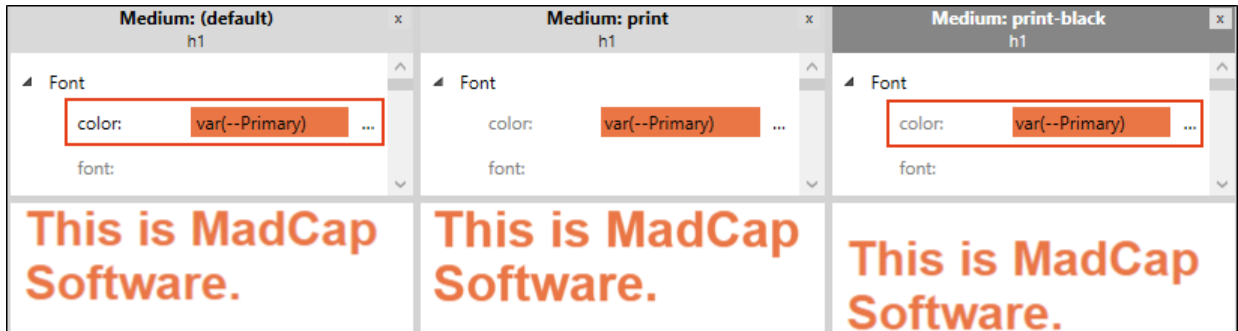 Medium: (default) x
h1
Font
color: var(--Primary) ...
font:
This is MadCap
Software.
Medium: print x
h1
Font
color: var(--Primary) ...
font:
This is MadCap
Software.
Medium: print-black x
h1
Font
color: var(--Primary) ...
font:
This is MadCap
Software.